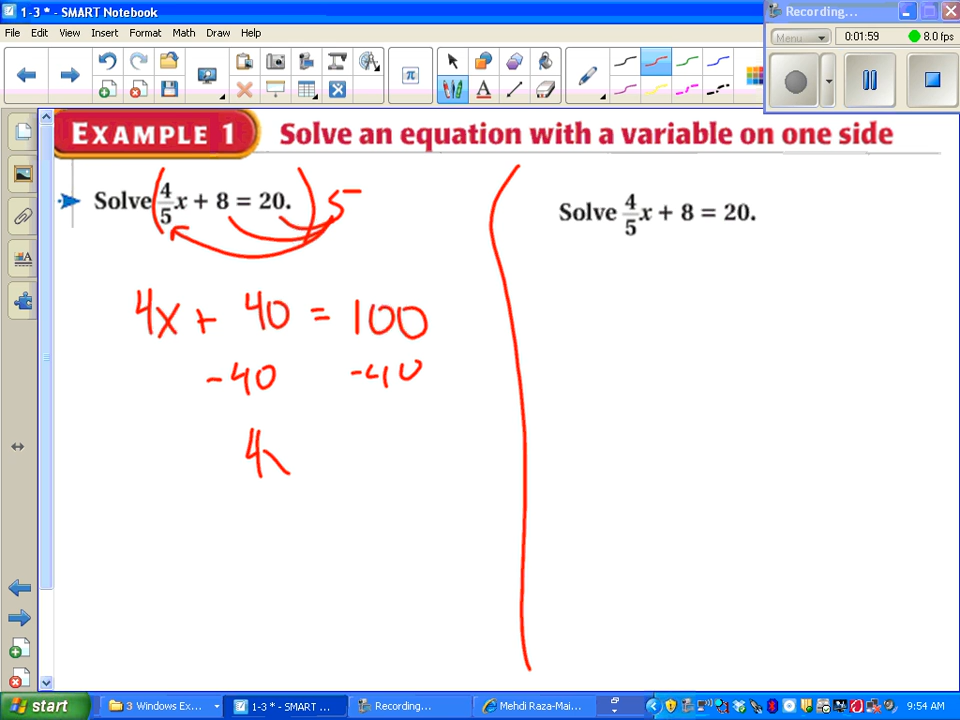 1-3 * - SMART Notebook
Recording...
File Edit View Insert Format Math Draw Help
Menu 0:01:59 8.0 fps
π
A
EXAMPLE 1 Solve an equation with a variable on one side
Solve (4/5 x + 8 = 20.) 5
Solve 4/5 x + 8 = 20.
4x + 40 = 100
-40 -40
4x
start 3 Windows Ex... 1-3 * - SMART ... Recording... Mehdi Raza-Mai... 9:54 AM